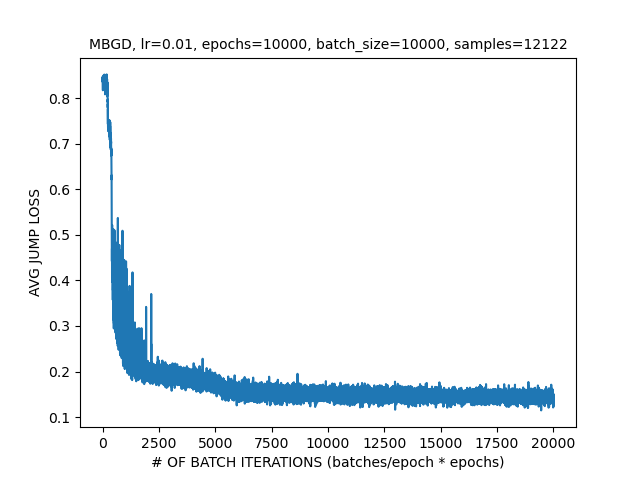 MBGD, lr=0.01, epochs=10000, batch_size=10000, samples=12122
0.8
0.7
0.6
0.5
0.4
0.3
0.2
0.1
AVG JUMP LOSS
0 2500 5000 7500 10000 12500 15000 17500 20000
# OF BATCH ITERATIONS (batches/epoch * epochs)